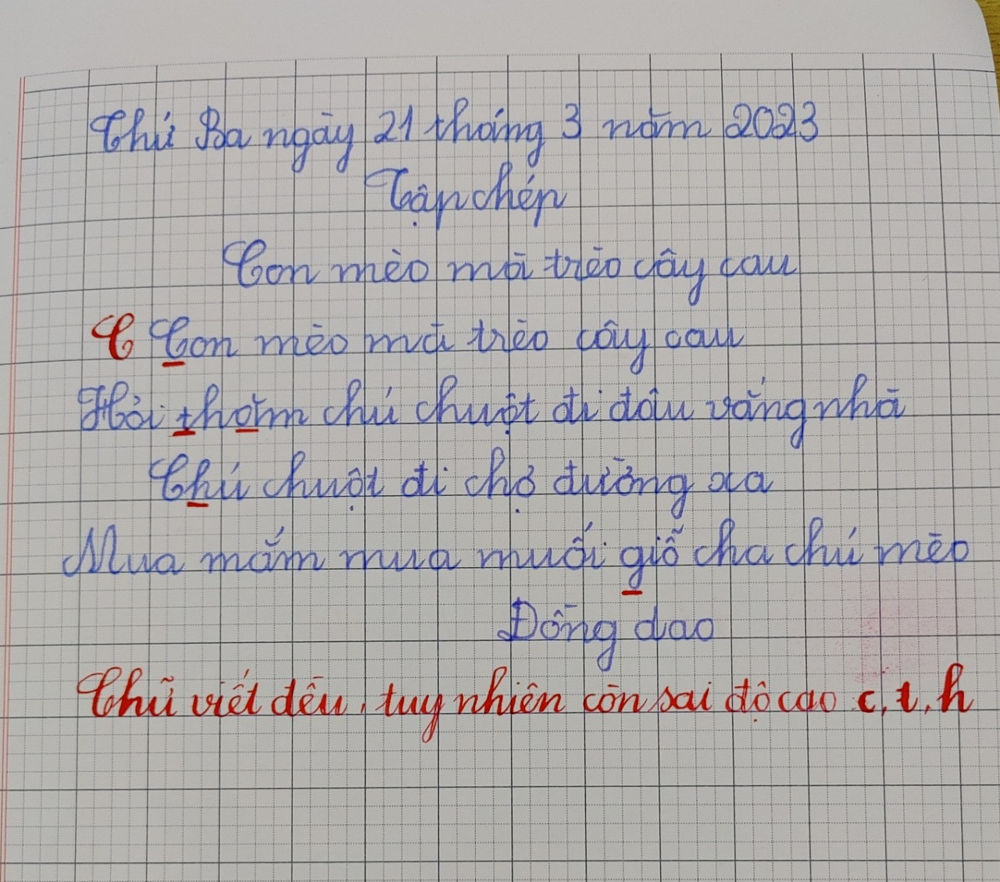 Thứ Ba ngày 21 tháng 3 năm 2023
Tập chép
Con mèo mà trèo cây cau
C Con mèo mà trèo cây cau
Hỏi thăm chú chuột đi đâu vắng nhà
Chú chuột đi chợ đường xa
Mua mắm mua muối giỗ cha chú mèo
Đồng dao
Chữ viết đều, tuy nhiên còn sai độ cao c, t, h